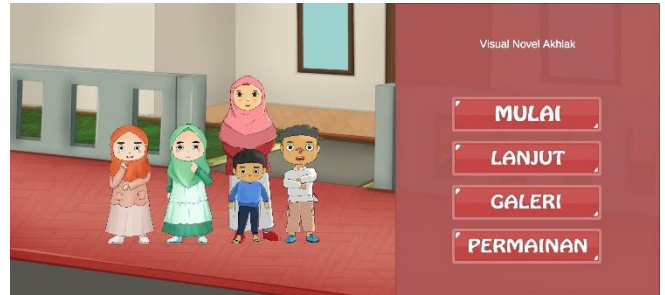 Visual Novel Akhlak
MULAI
LANJUT
GALERI
PERMAINAN